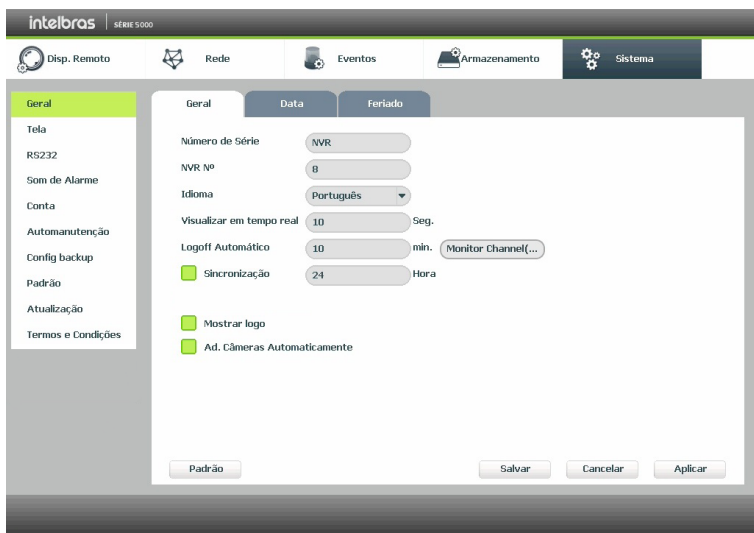 intelbras SÉRIE 5000
Disp. Remoto Rede Eventos Armazenamento Sistema
Geral
Tela
RS232
Som de Alarme
Conta
Automanutenção
Config backup
Padrão
Atualização
Termos e Condições
Geral Data Feriado
Número de Série NVR
NVR Nº 8
Idioma Português
Visualizar em tempo real 10 Seg.
Logoff Automático 10 min. Monitor Channel(...
Sincronização 24 Hora
Mostrar logo
Ad. Câmeras Automaticamente
Padrão Salvar Cancelar Aplicar